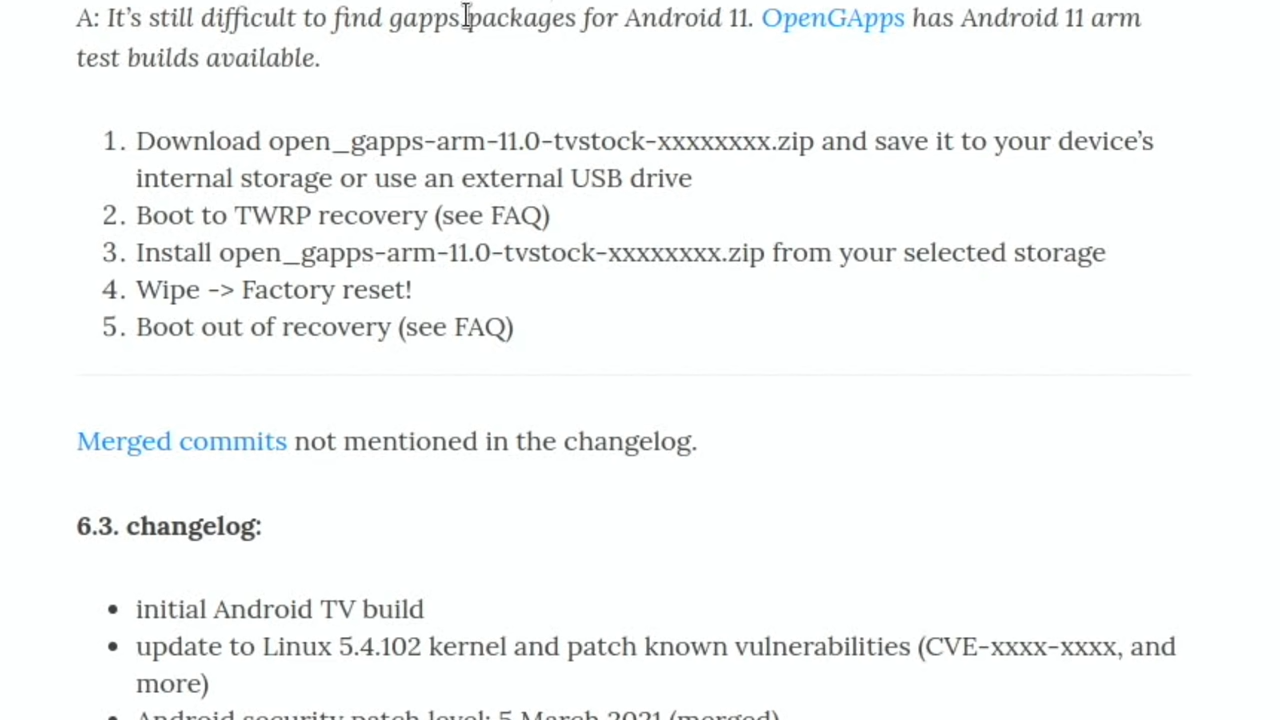 A: It's still difficult to find gapps packages for Android 11. OpenGApps has Android 11 arm
test builds available.
1. Download open_gapps-arm-11.0-tvstock-xxxxxxxx.zip and save it to your device's
internal storage or use an external USB drive
2. Boot to TWRP recovery (see FAQ)
3. Install open_gapps-arm-11.0-tvstock-xxxxxxxx.zip from your selected storage
4. Wipe -> Factory reset!
5. Boot out of recovery (see FAQ)
Merged commits not mentioned in the changelog.
6.3. changelog:
• initial Android TV build
• update to Linux 5.4.102 kernel and patch known vulnerabilities (CVE-xxxx-xxxx, and
more)
• Android security patch level: 5 March 2021 (merged)